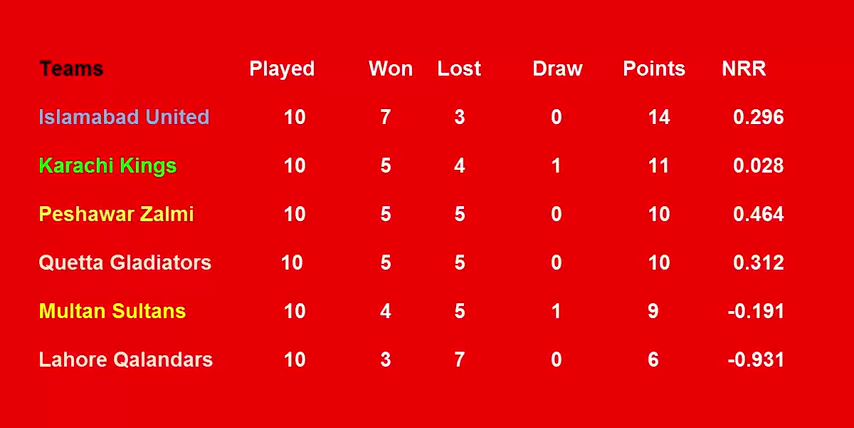 Teams Played Won Lost Draw Points NRR
Islamabad United 10 7 3 0 14 0.296
Karachi Kings 10 5 4 1 11 0.028
Peshawar Zalmi 10 5 5 0 10 0.464
Quetta Gladiators 10 5 5 0 10 0.312
Multan Sultans 10 4 5 1 9 -0.191
Lahore Qalandars 10 3 7 0 6 -0.931